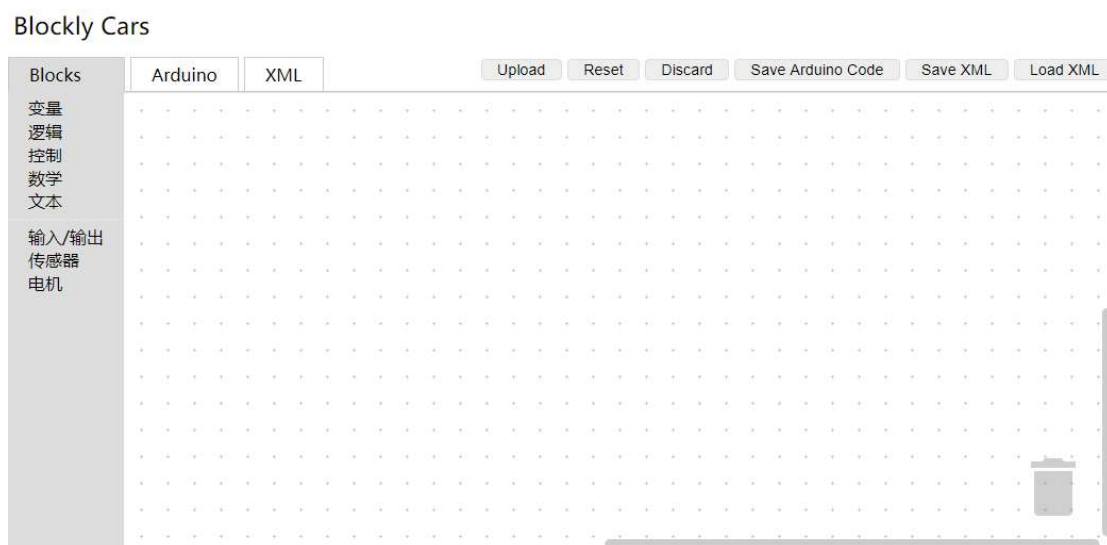 Blockly Cars
Blocks Arduino XML Upload Reset Discard Save Arduino Code Save XML Load XML
变量
逻辑
控制
数学
文本
输入/输出
传感器
电机